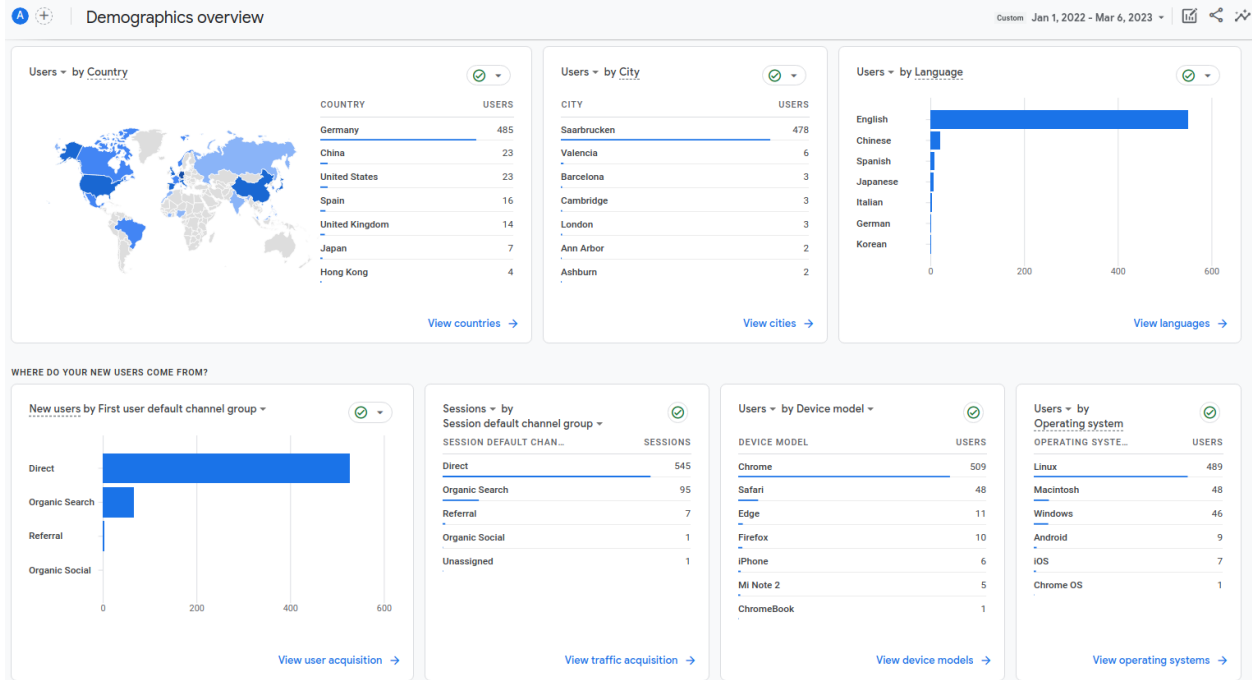 A
Demographics overview
Custom Jan 1, 2022 - Mar 6, 2023
Users by Country
COUNTRY USERS
Germany 485
China 23
United States 23
Spain 16
United Kingdom 14
Japan 7
Hong Kong 4
View countries
Users by City
CITY USERS
Saarbrucken 478
Valencia 6
Barcelona 3
Cambridge 3
London 3
Ann Arbor 2
Ashburn 2
View cities
Users by Language
English
Chinese
Spanish
Japanese
Italian
German
Korean
0 200 400 600
View languages
WHERE DO YOUR NEW USERS COME FROM?
New users by First user default channel group
Direct
Organic Search
Referral
Organic Social
0 200 400 600
View user acquisition
Sessions by
Session default channel group
SESSION DEFAULT CHAN... SESSIONS
Direct 545
Organic Search 95
Referral 7
Organic Social 1
Unassigned 1
View traffic acquisition
Users by Device model
DEVICE MODEL USERS
Chrome 509
Safari 48
Edge 11
Firefox 10
iPhone 6
Mi Note 2 5
ChromeBook 1
View device models
Users by
Operating system
OPERATING SYSTE... USERS
Linux 489
Macintosh 48
Windows 46
Android 9
iOS 7
Chrome OS 1
View operating systems